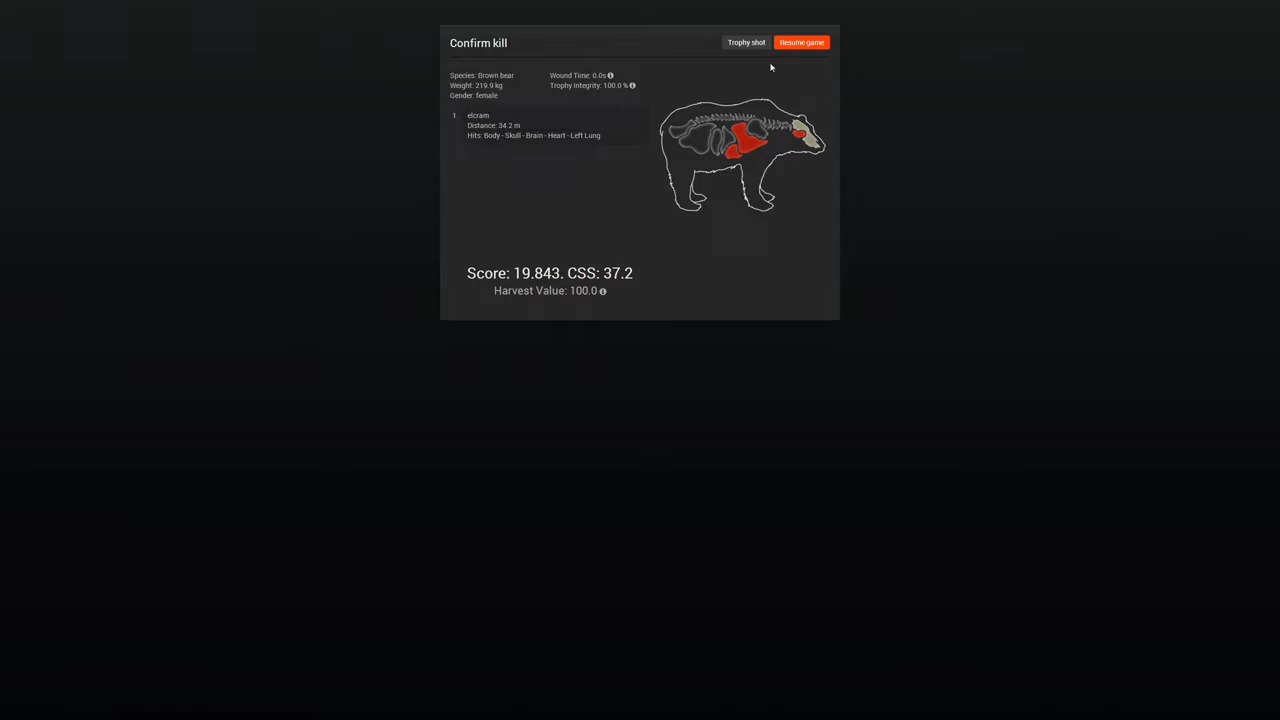 Confirm kill
Trophy shot
Resume game
Species: Brown bear
Weight: 219.9 kg
Gender: female
Wound Time: 0.0s
Trophy Integrity: 100.0 %
1.
elcram
Distance: 34.2 m
Hits: Body - Skull - Brain - Heart - Left Lung
Score: 19.843. CSS: 37.2
Harvest Value: 100.0